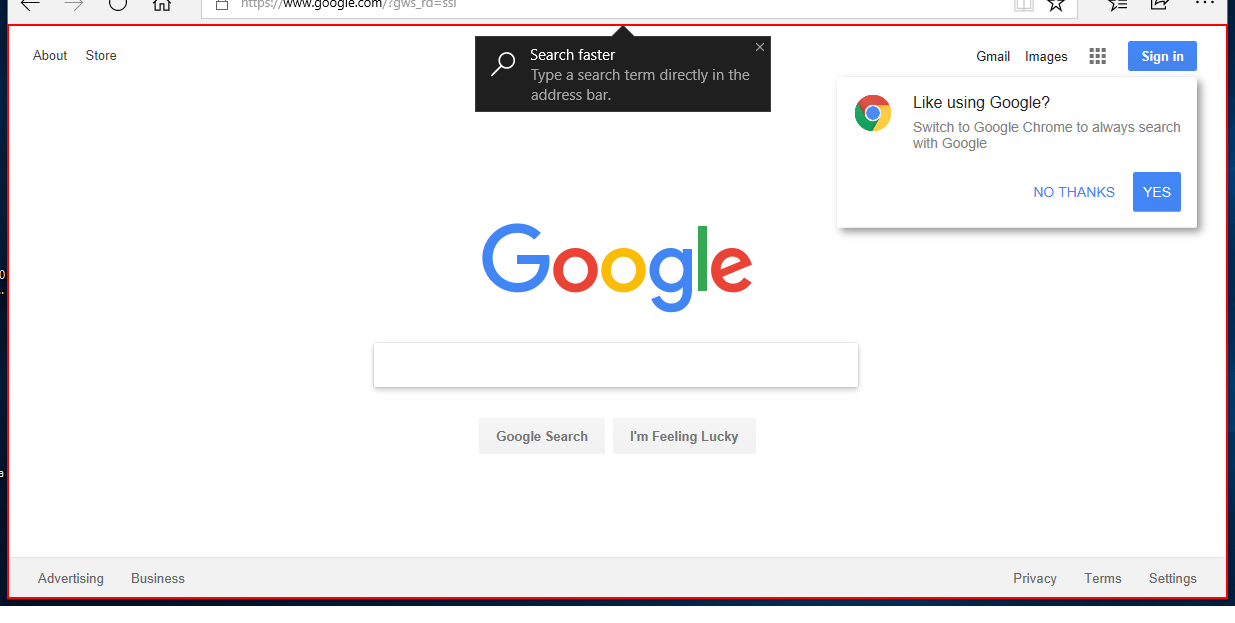 https://www.google.com/?gws_rd=ssl
About
Store
Search faster
Type a search term directly in the
address bar.
Gmail
Images
Sign in
Like using Google?
Switch to Google Chrome to always search
with Google
NO THANKS
YES
Google
Google Search
I'm Feeling Lucky
Advertising
Business
Privacy
Terms
Settings